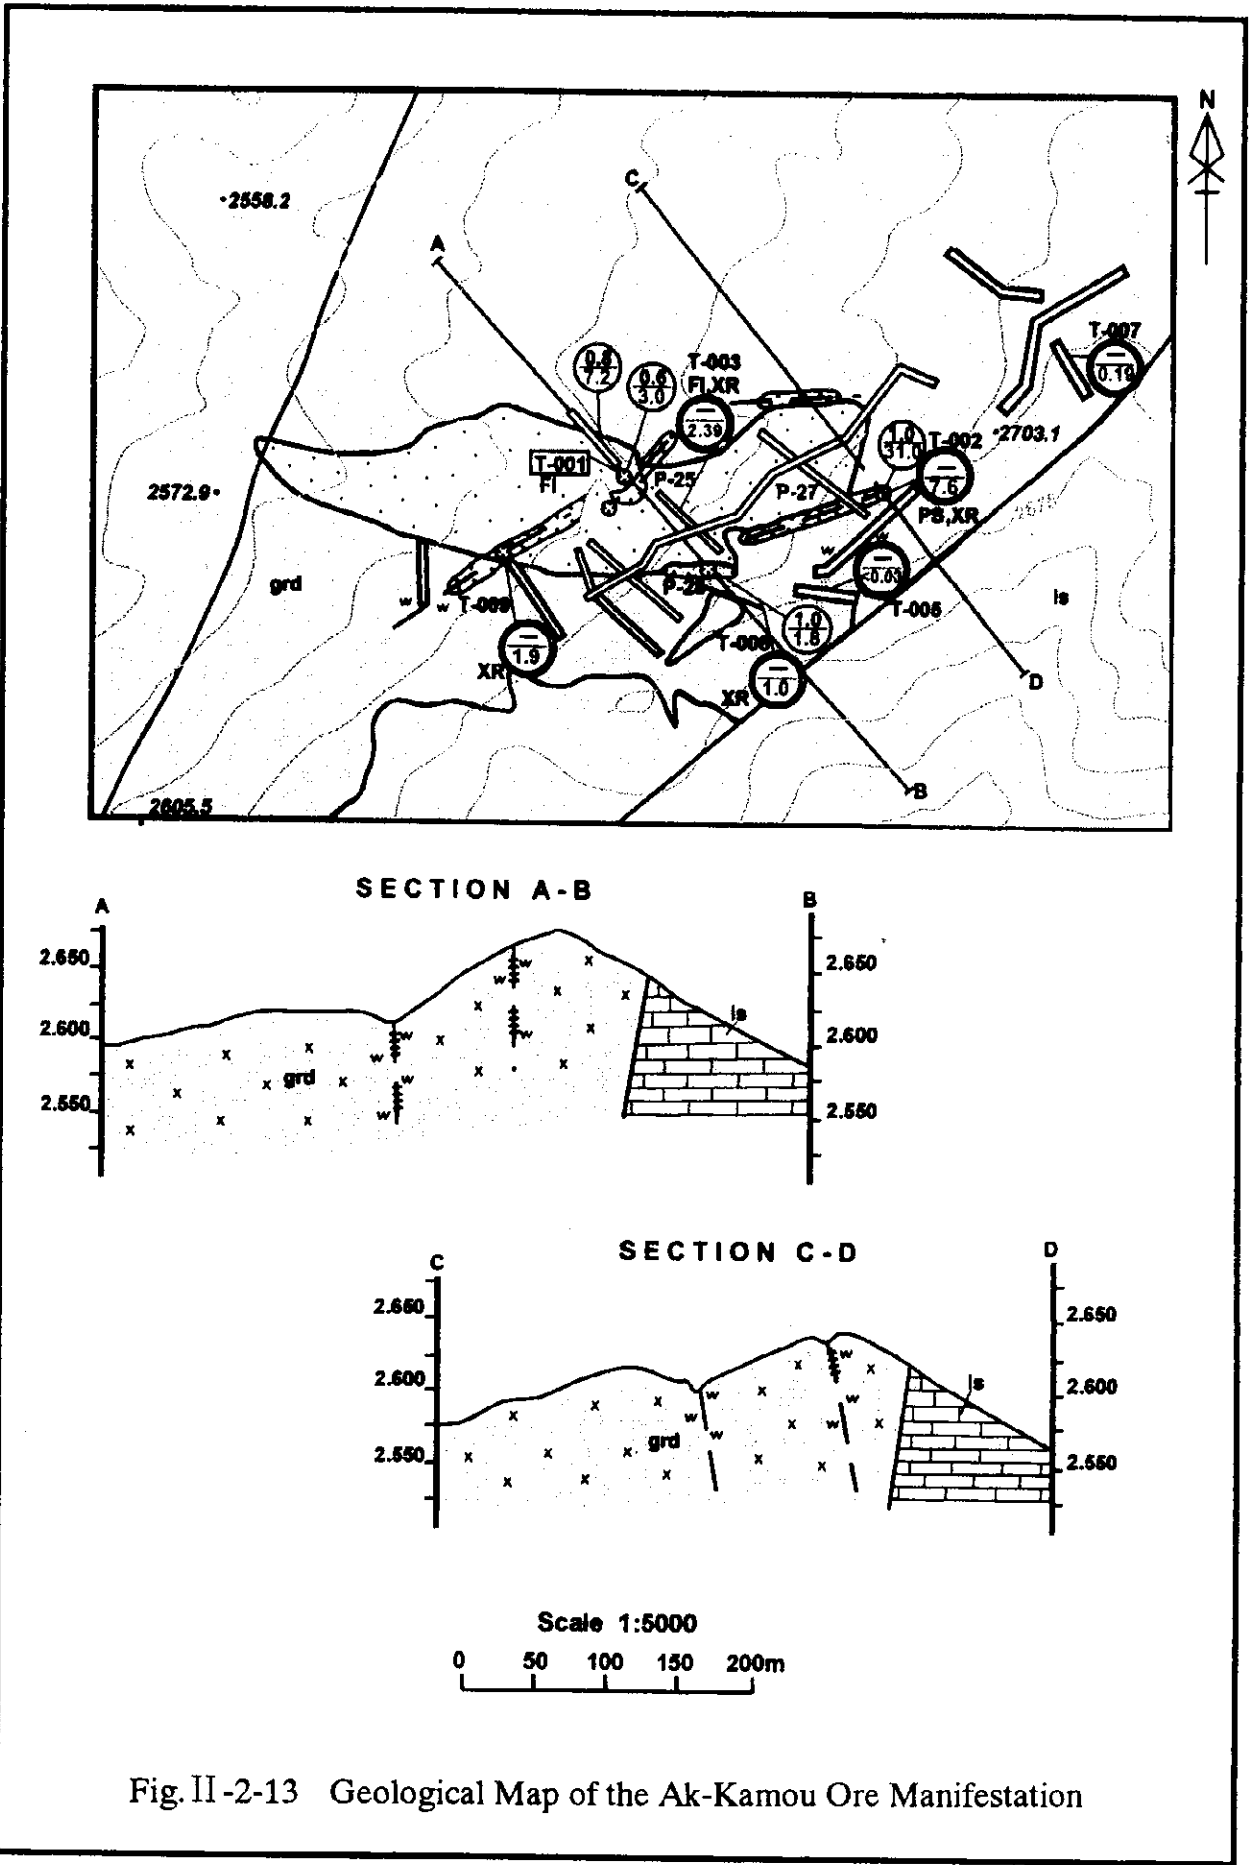 N
2558.2
C
A
T-007
—
0.19
0.8
7.2
0.6
3.0
T-003
FI,XR
—
2.39
2703.1
1.0
31.0
T-002
T-001
FI
P-25
P-27
—
7.6
PS,XR
2572.9
grd
w
w
w
w
T-009
—
<0.03
T-005
ls
1.0
1.8
—
1.9
XR
—
1.0
XR
D
B
2605.5
SECTION A-B
A
B
2.650
2.650
w
w
ls
2.600
2.600
w
w
w
grd
w
w
2.550
2.550
SECTION C-D
C
D
2.650
2.650
w
2.600
2.600
ls
w
w
w
w
grd
2.550
2.550
Scale 1:5000
0 50 100 150 200m
Fig. II-2-13 Geological Map of the Ak-Kamou Ore Manifestation